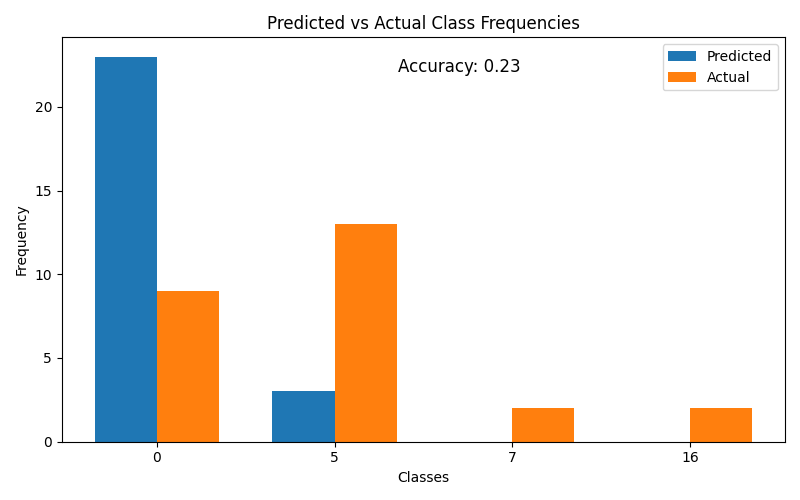 Predicted vs Actual Class Frequencies
Accuracy: 0.23
Predicted
Actual
Frequency
20
15
10
5
0
0 5 7 16
Classes